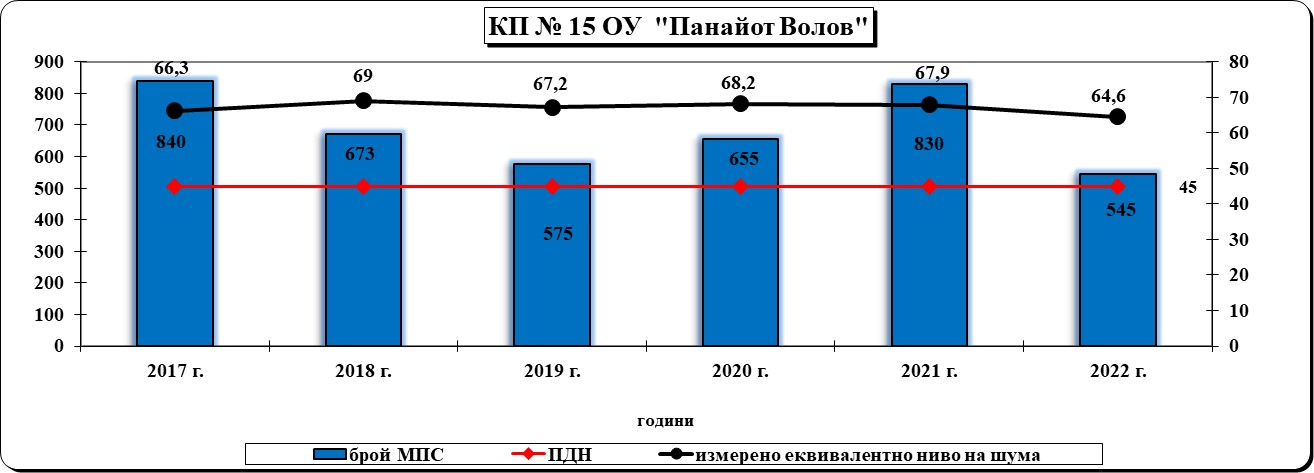 КП № 15 ОУ "Панайот Волов"
900
800
700
600
500
400
300
200
100
0
80
70
60
50
40
30
20
10
0
66,3
69
67,2
68,2
67,9
64,6
840
673
575
655
830
545
45
2017 г.
2018 г.
2019 г.
2020 г.
2021 г.
2022 г.
години
брой МПС
ПДН
измерено еквивалентно ниво на шума